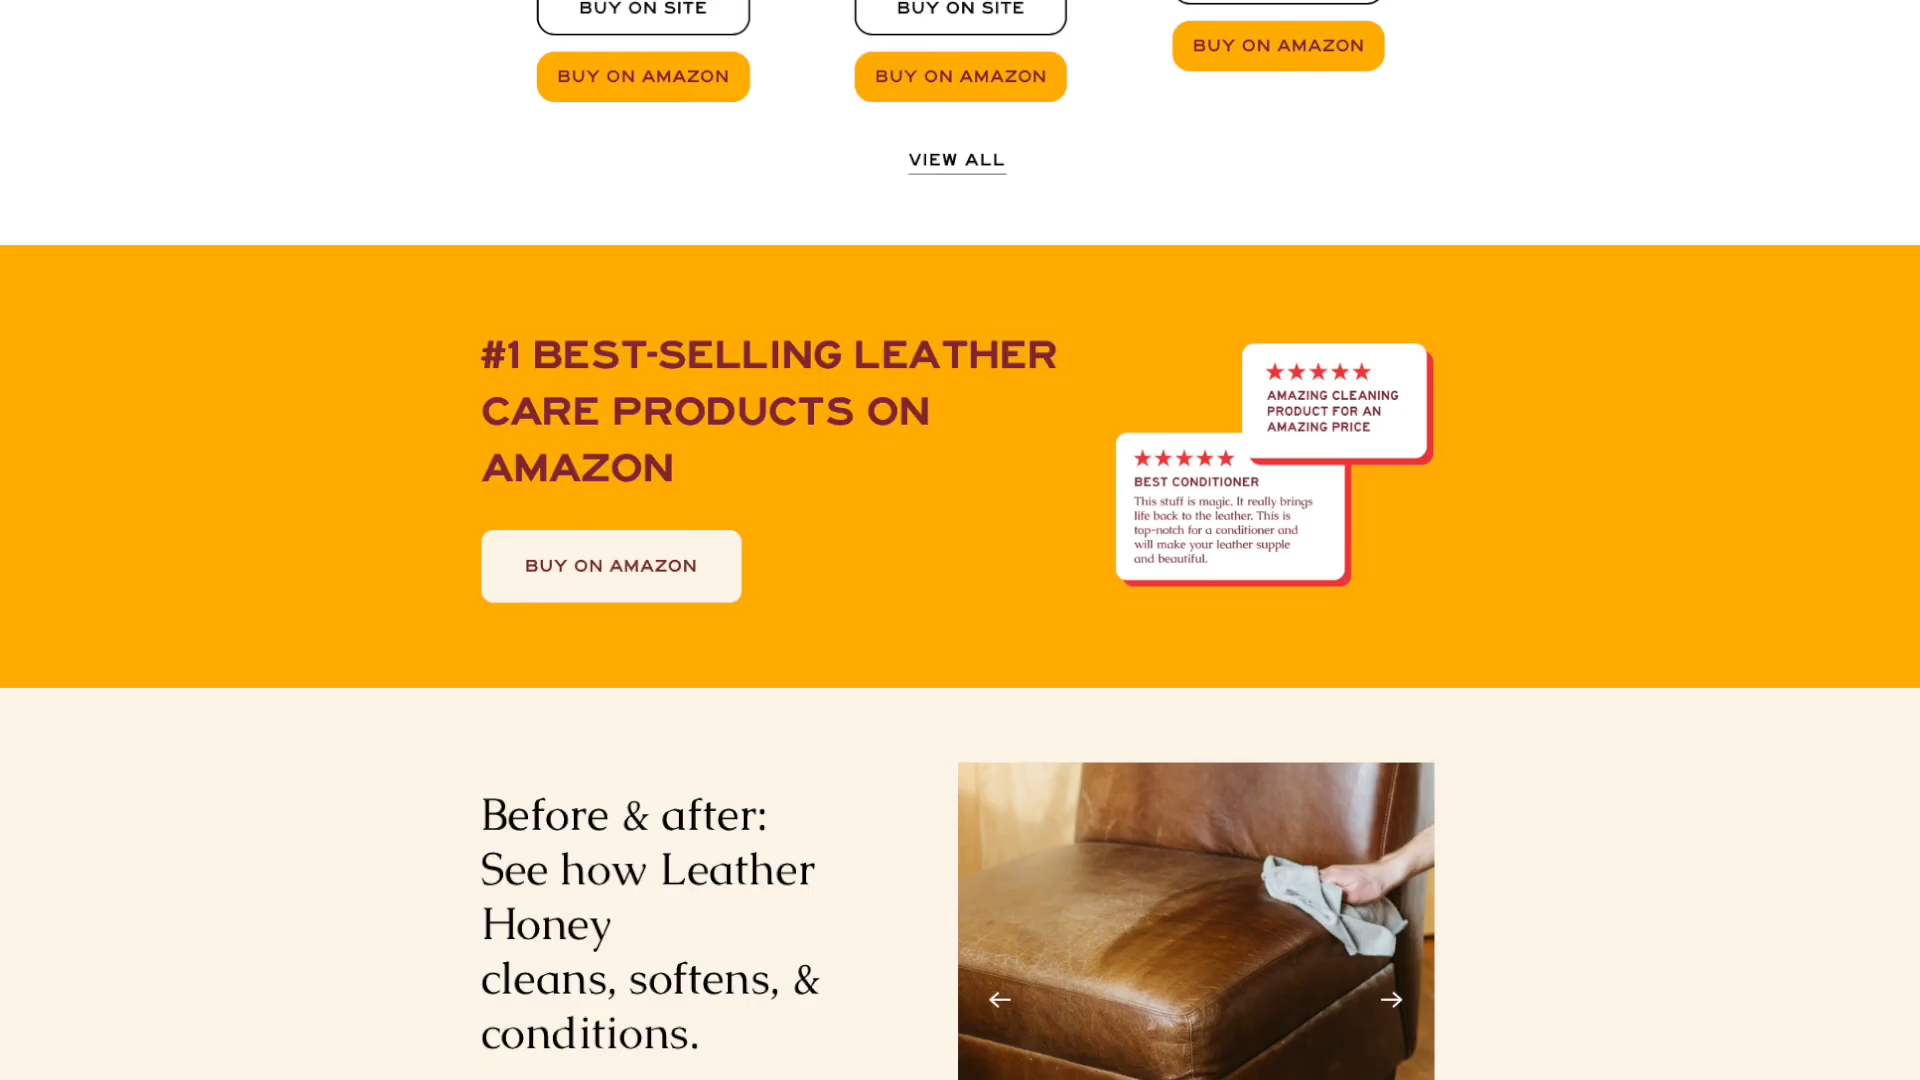 BUY ON SITE
BUY ON SITE
BUY ON AMAZON
BUY ON AMAZON
BUY ON AMAZON
VIEW ALL
#1 BEST-SELLING LEATHER
CARE PRODUCTS ON
AMAZON
BUY ON AMAZON
★★★★★
AMAZING CLEANING
PRODUCT FOR AN
AMAZING PRICE
★★★★★
BEST CONDITIONER
This stuff is magic. It really brings
life back to the leather. This is
top-notch for a conditioner and
will make your leather supple
and beautiful.
Before & after:
See how Leather
Honey
cleans, softens, &
conditions.